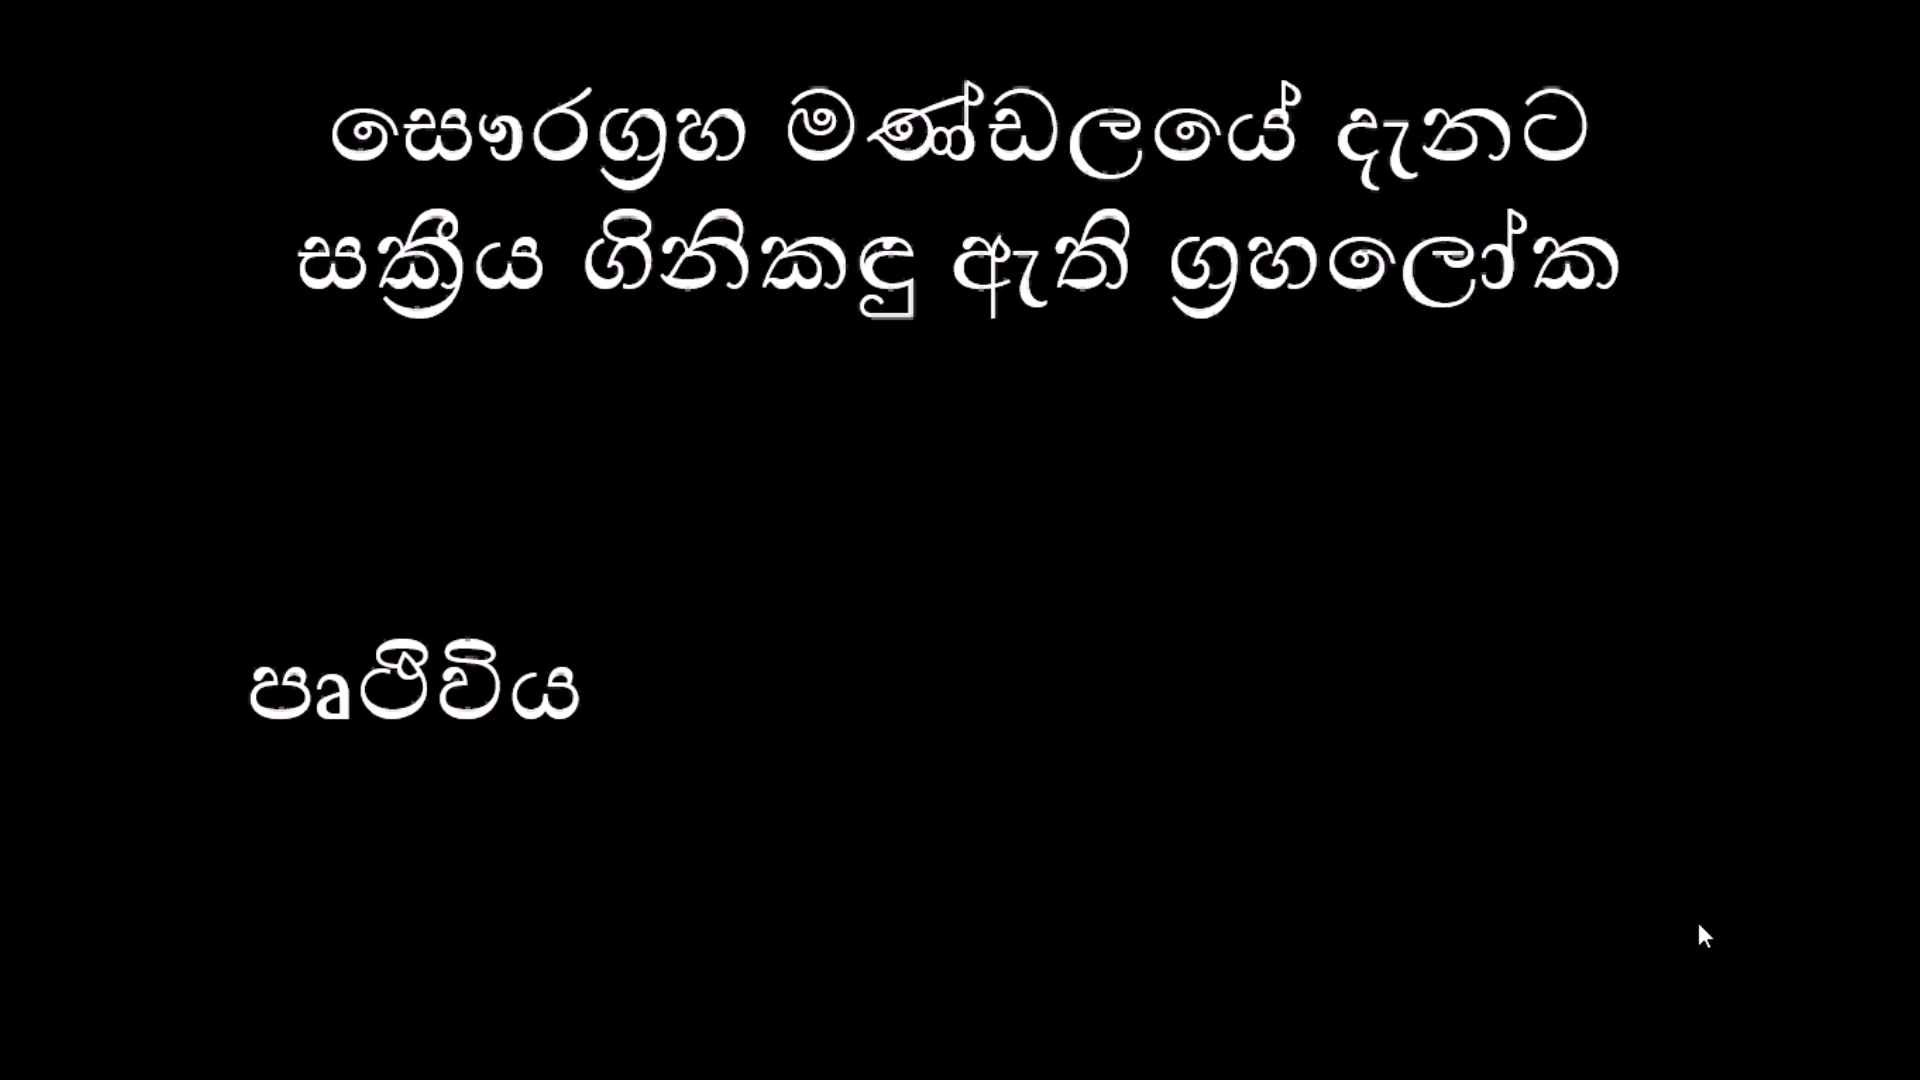 සෞරග්‍රහ මණ්ඩලයේ දැනට
සක්‍රීය ගිනිකඳු ඇති ග්‍රහලෝක
පෘථිවිය